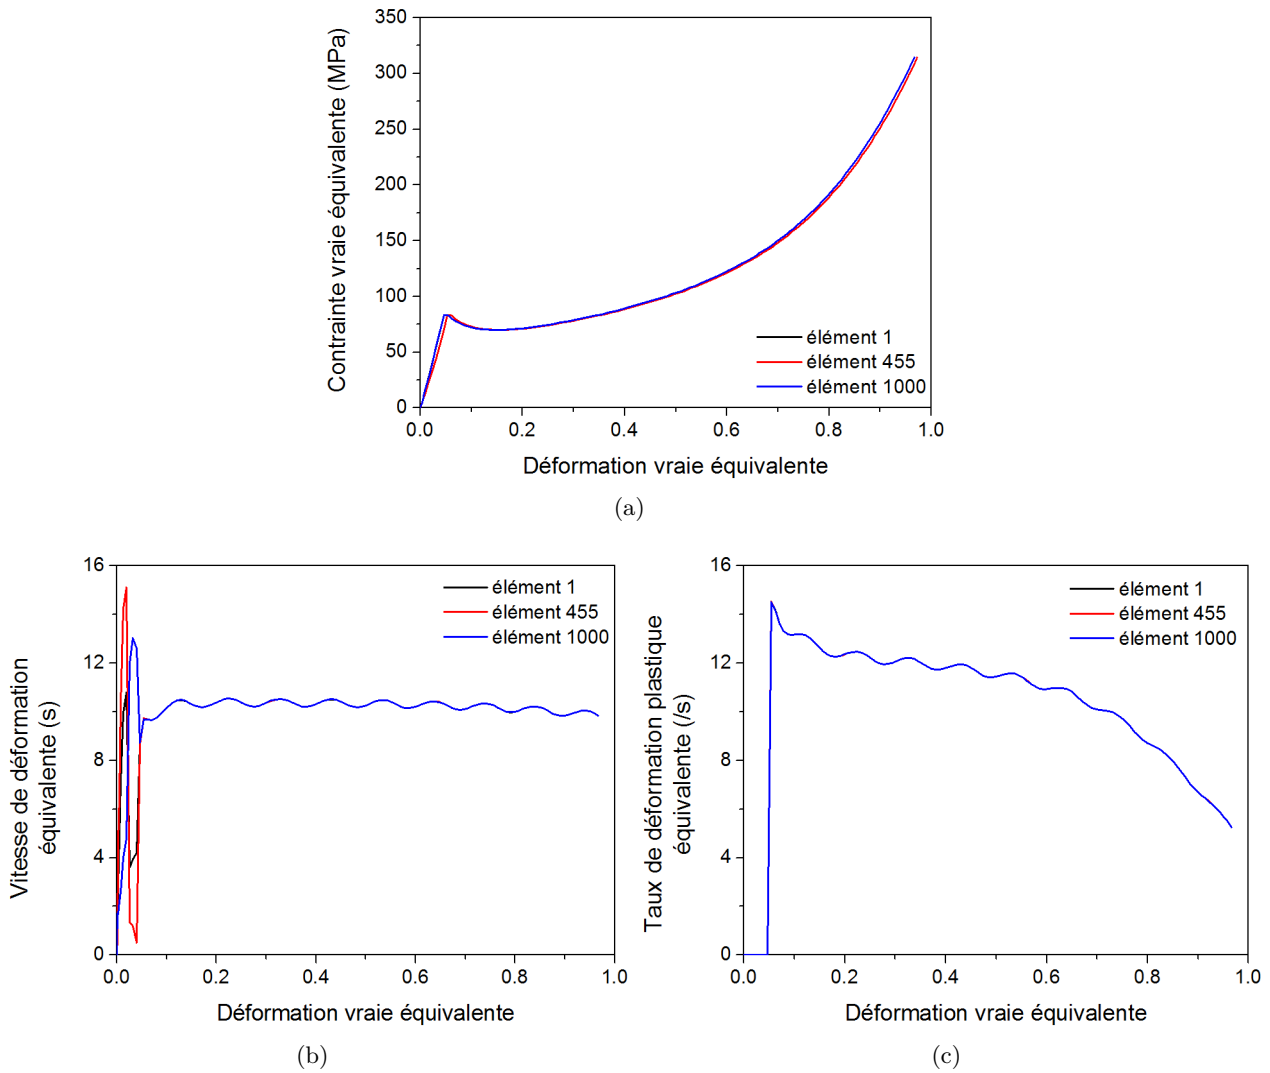 350
300
250
200
150
100
50
0
Contrainte vraie équivalente (MPa)
élément 1
élément 455
élément 1000
0.0 0.2 0.4 0.6 0.8 1.0
Déformation vraie équivalente
(a)
16
12
8
4
0
Vitesse de déformation
équivalente (s)
élément 1
élément 455
élément 1000
0.0 0.2 0.4 0.6 0.8 1.0
Déformation vraie équivalente
(b)
16
12
8
4
0
Taux de déformation plastique
équivalente (/s)
élément 1
élément 455
élément 1000
0.0 0.2 0.4 0.6 0.8 1.0
Déformation vraie équivalente
(c)